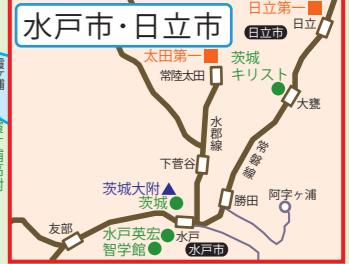 水戸市・日立市
日立第一
日立
日立市
太田第一
茨城
キリスト
常陸太田
大甕
水郡線
常磐線
下菅谷
茨城大附
茨城
勝田
阿字ヶ浦
友部
水戸英宏
智学館
水戸
水戸市